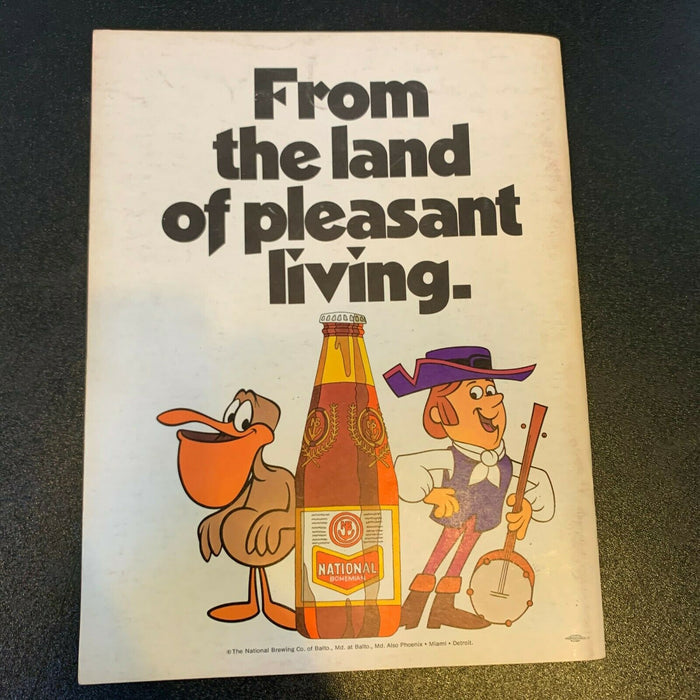 From
the land
of pleasant
living.
NATIONAL
BOHEMIAN
©The National Brewing Co. of Balto., Md. at Balto., Md. Also Phoenix • Miami • Detroit.